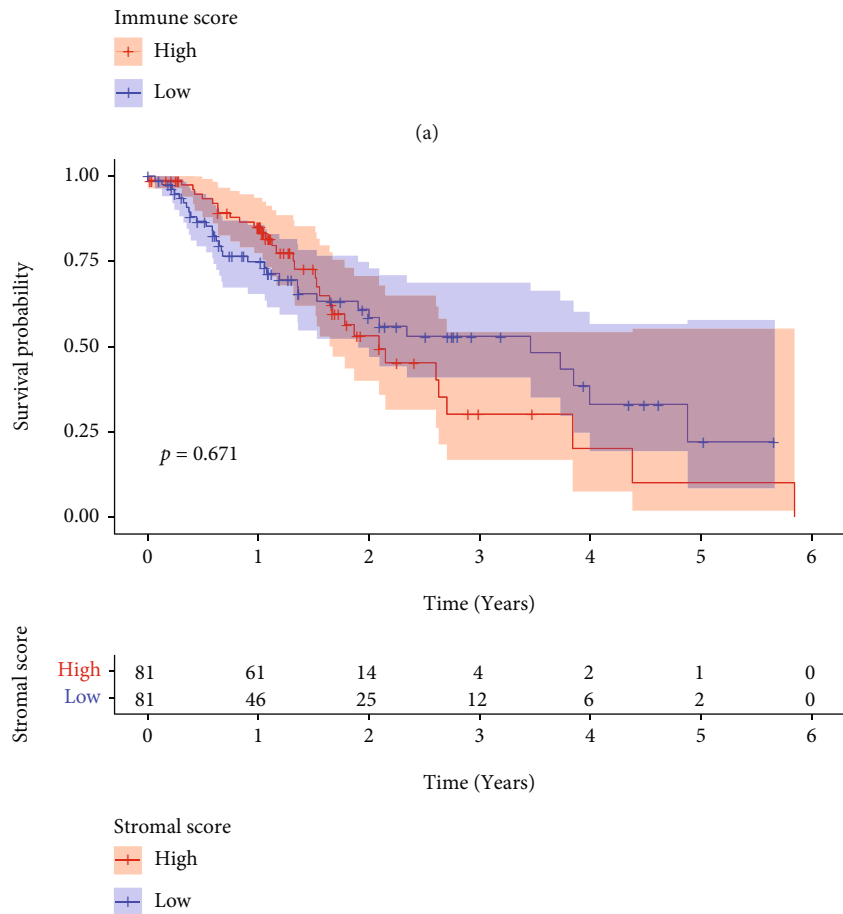 Immune score
High
Low
(a)
Survival probability
1.00
0.75
0.50
0.25
0.00
p = 0.671
0 1 2 3 4 5 6
Time (Years)
Stromal score
High 81 61 14 4 2 1 0
Low 81 46 25 12 6 2 0
0 1 2 3 4 5 6
Time (Years)
Stromal score
High
Low